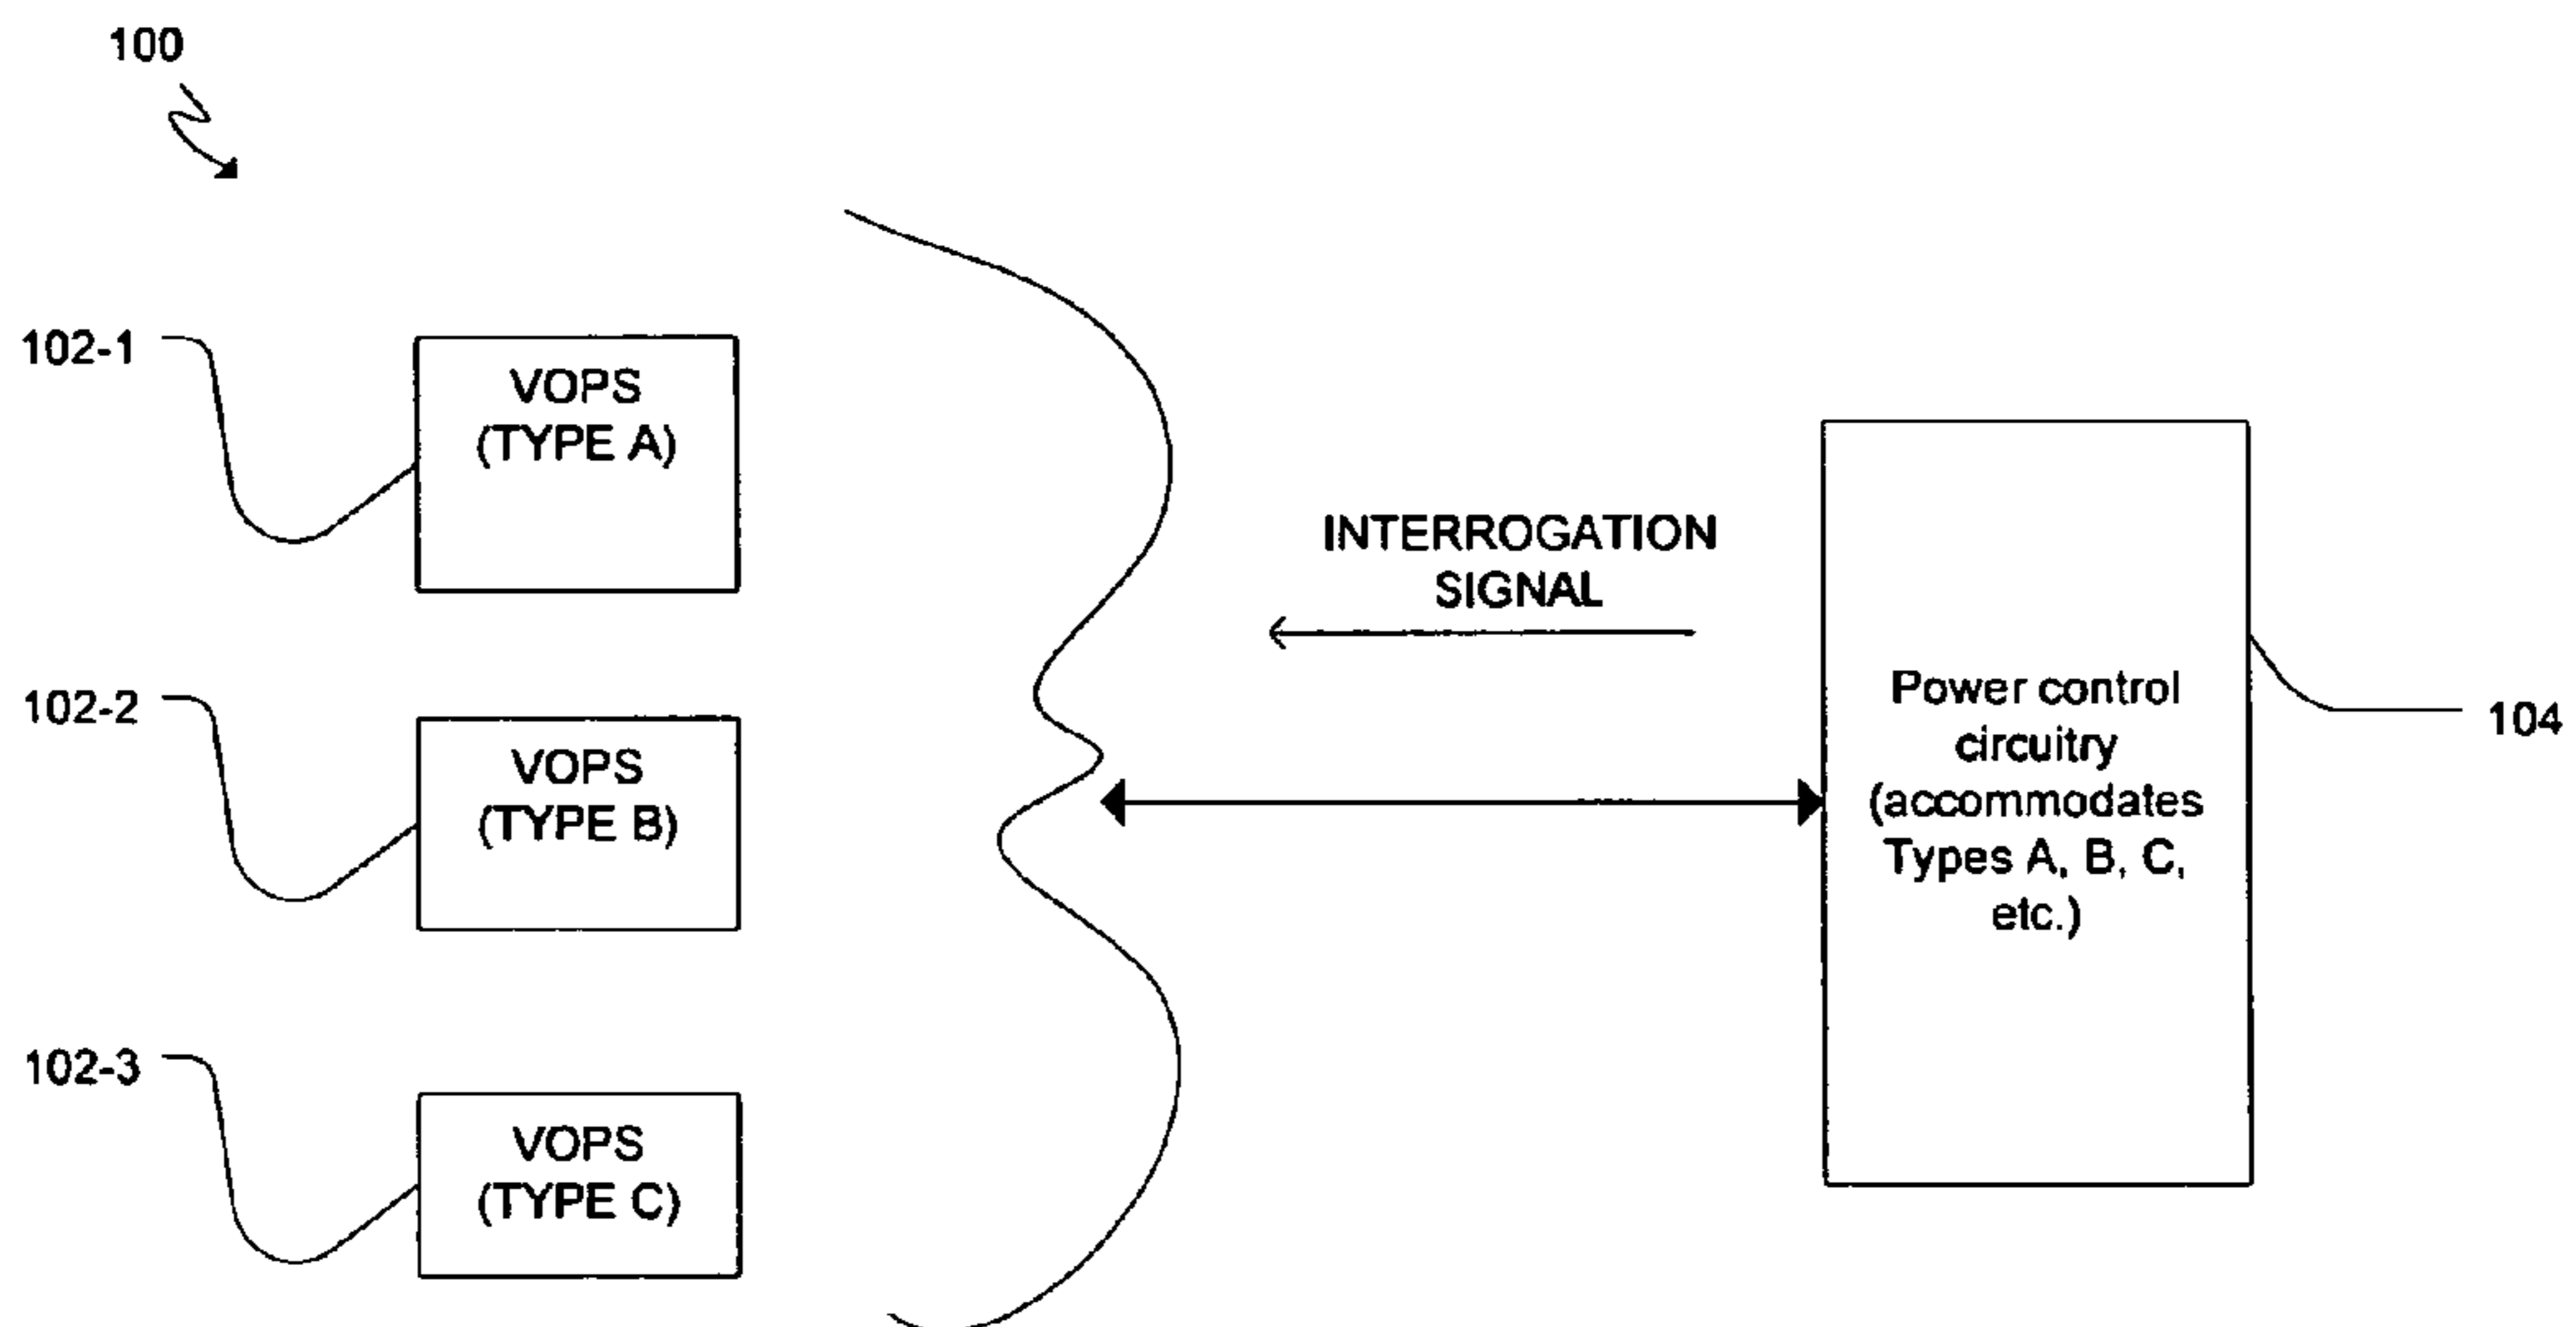 100
102-1
VOPS
(TYPE A)
INTERROGATION
SIGNAL
102-2
VOPS
(TYPE B)
Power control
circuitry
(accommodates
Types A, B, C,
etc.)
104
102-3
VOPS
(TYPE C)